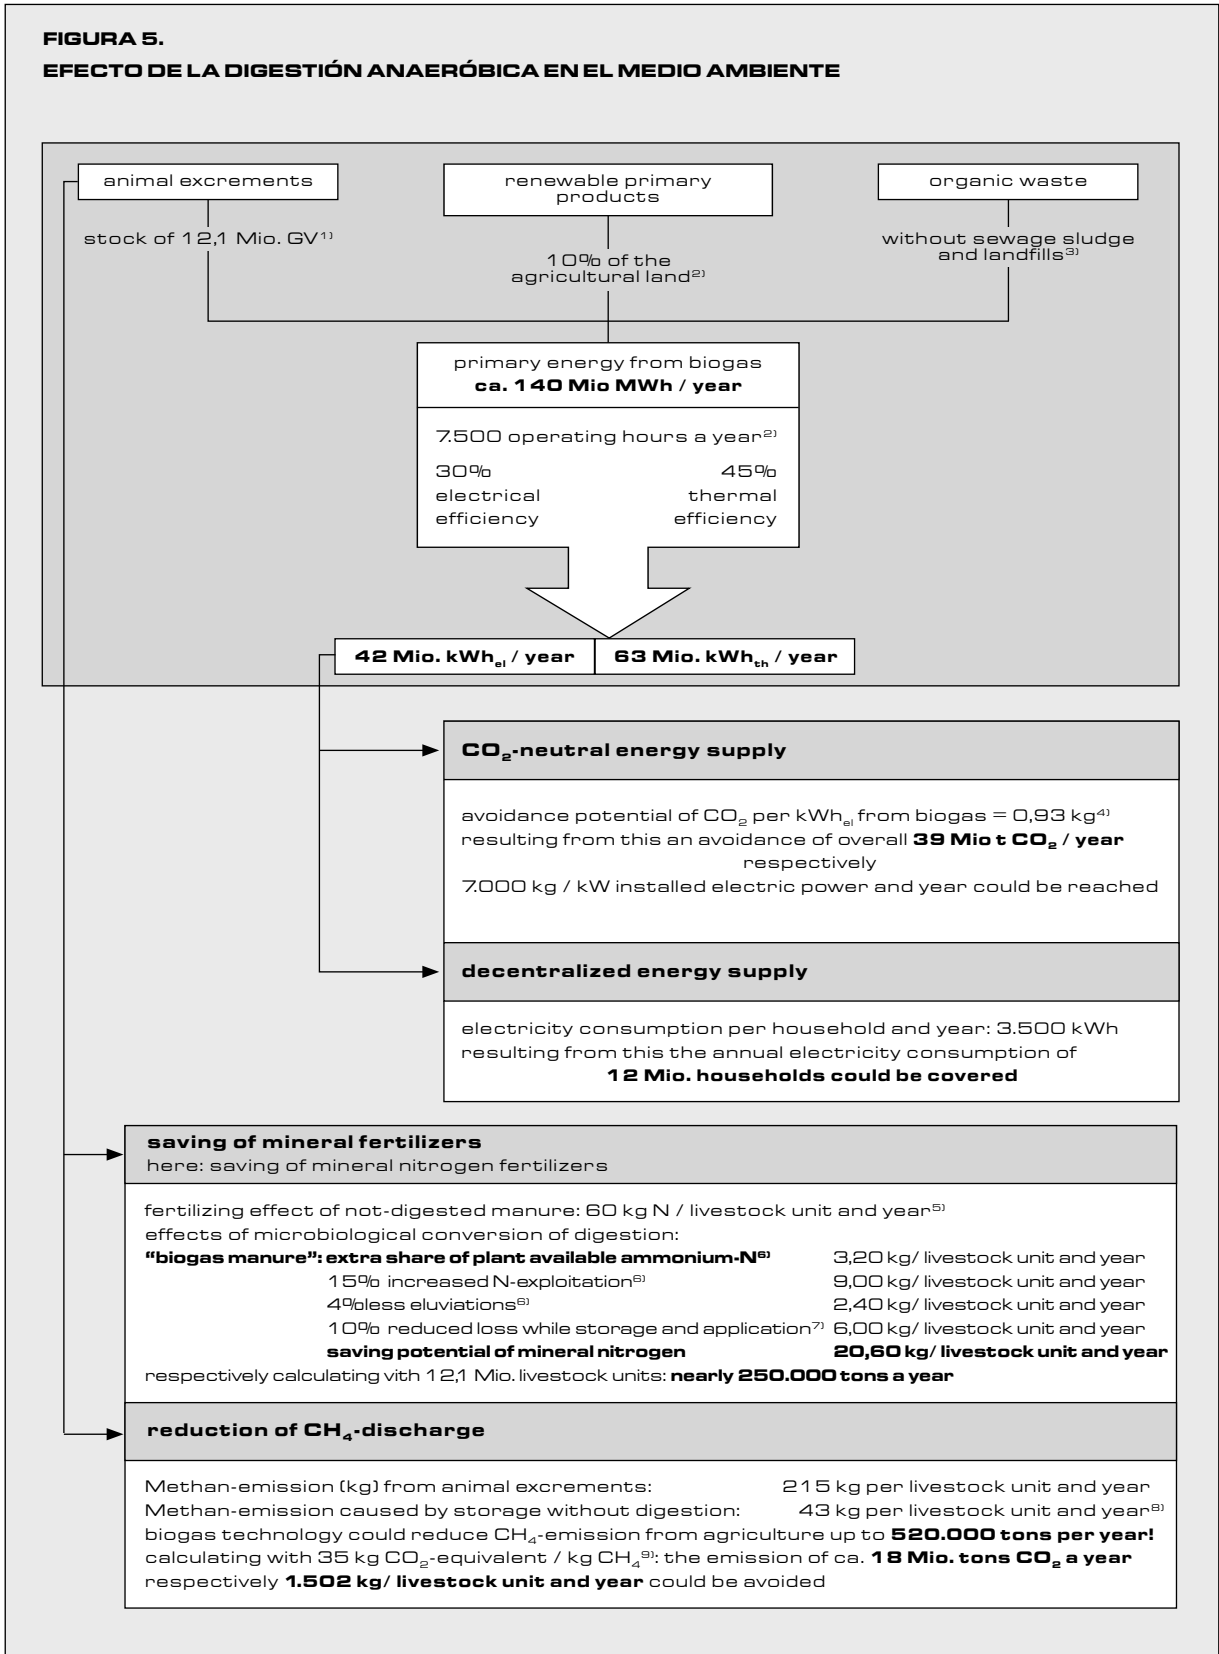 FIGURA 5.
EFECTO DE LA DIGESTIÓN ANAERÓBICA EN EL MEDIO AMBIENTE
animal excrements
renewable primary
products
organic waste
stock of 12,1 Mio. GV¹⁾
10% of the
agricultural land²⁾
without sewage sludge
and landfills³⁾
primary energy from biogas
ca. 140 Mio MWh / year
7.500 operating hours a year²⁾
30%
electrical
efficiency
45%
thermal
efficiency
42 Mio. kWhₑₗ / year
63 Mio. kWhₜₕ / year
CO₂-neutral energy supply
avoidance potential of CO₂ per kWhₑₗ from biogas = 0,93 kg⁴⁾
resulting from this an avoidance of overall 39 Mio t CO₂ / year
respectively
7.000 kg / kW installed electric power and year could be reached
decentralized energy supply
electricity consumption per household and year: 3.500 kWh
resulting from this the annual electricity consumption of
12 Mio. households could be covered
saving of mineral fertilizers
here: saving of mineral nitrogen fertilizers
fertilizing effect of not-digested manure: 60 kg N / livestock unit and year⁵⁾
effects of microbiological conversion of digestion:
“biogas manure”: extra share of plant available ammonium-N⁶⁾ 3,20 kg/ livestock unit and year
15% increased N-exploitation⁶⁾ 9,00 kg/ livestock unit and year
4%less eluviations⁶⁾ 2,40 kg/ livestock unit and year
10% reduced loss while storage and application⁷⁾ 6,00 kg/ livestock unit and year
saving potential of mineral nitrogen 20,60 kg/ livestock unit and year
respectively calculating vith 12,1 Mio. livestock units: nearly 250.000 tons a year
reduction of CH₄-discharge
Methan-emission (kg) from animal excrements: 215 kg per livestock unit and year
Methan-emission caused by storage without digestion: 43 kg per livestock unit and year⁸⁾
biogas technology could reduce CH₄-emission from agriculture up to 520.000 tons per year!
calculating with 35 kg CO₂-equivalent / kg CH₄⁹⁾: the emission of ca. 18 Mio. tons CO₂ a year
respectively 1.502 kg/ livestock unit and year could be avoided